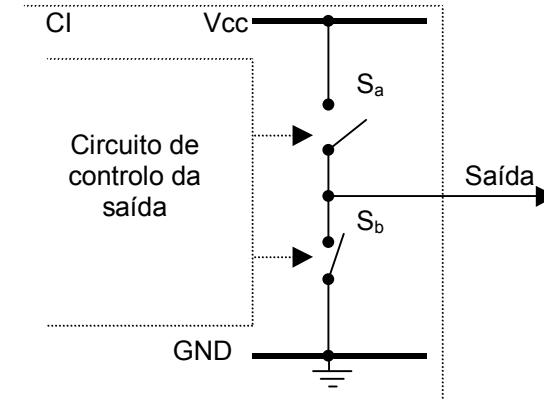 CI
Vcc
Sa
Circuito de
controlo da
saída
Saída
Sb
GND